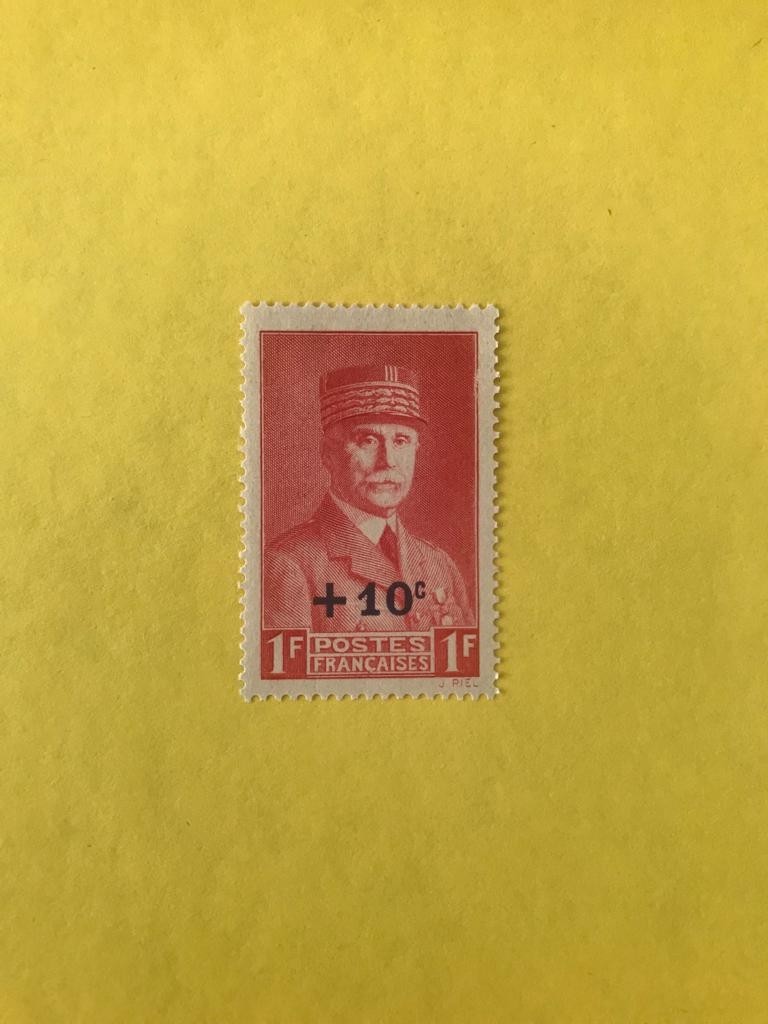 + 10c
1F POSTES FRANÇAISES 1F
J. PIEL